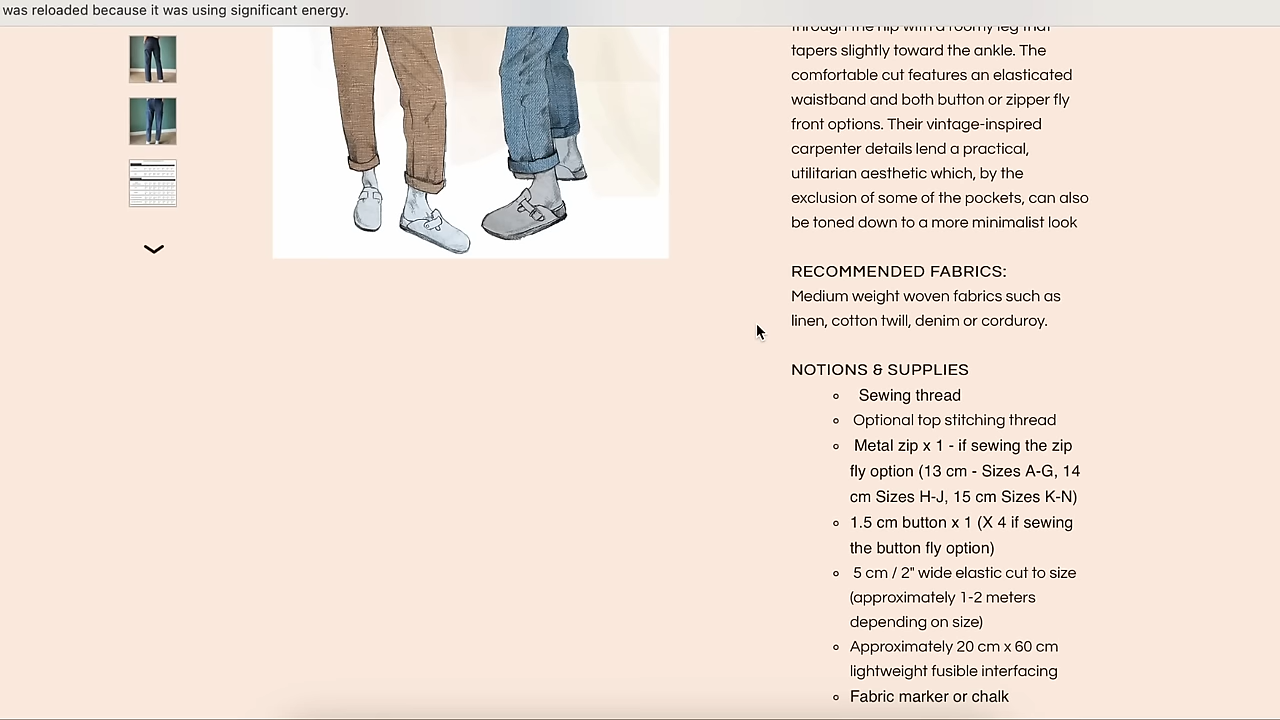 was reloaded because it was using significant energy.
through the hip with a roomy leg that
tapers slightly toward the ankle. The
comfortable cut features an elasticated
waistband and both button or zipper fly
front options. Their vintage-inspired
carpenter details lend a practical,
utilitarian aesthetic which, by the
exclusion of some of the pockets, can also
be toned down to a more minimalist look
RECOMMENDED FABRICS:
Medium weight woven fabrics such as
linen, cotton twill, denim or corduroy.
NOTIONS & SUPPLIES
Sewing thread
Optional top stitching thread
Metal zip x 1 - if sewing the zip
fly option (13 cm - Sizes A-G, 14
cm Sizes H-J, 15 cm Sizes K-N)
1.5 cm button x 1 (X 4 if sewing
the button fly option)
5 cm / 2" wide elastic cut to size
(approximately 1-2 meters
depending on size)
Approximately 20 cm x 60 cm
lightweight fusible interfacing
Fabric marker or chalk